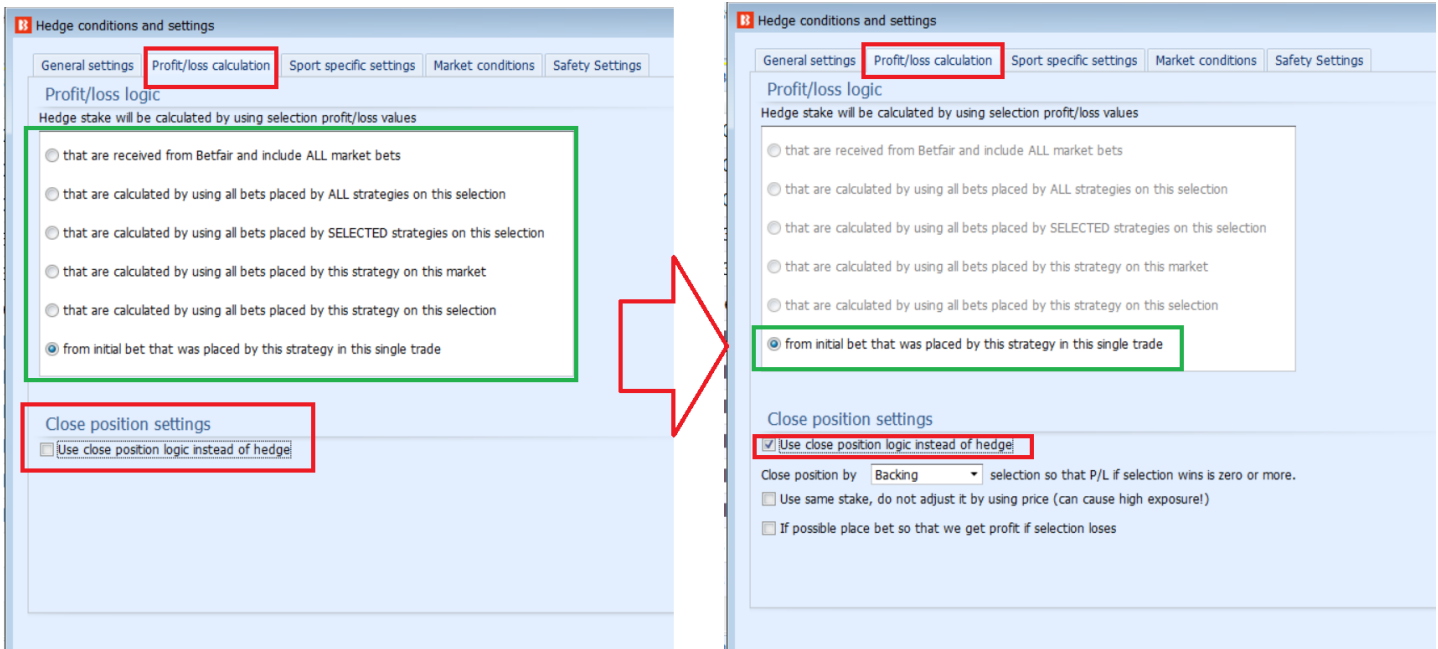 Hedge conditions and settings
General settings Profit/loss calculation Sport specific settings Market conditions Safety Settings
Profit/loss logic
Hedge stake will be calculated by using selection profit/loss values
that are received from Betfair and include ALL market bets
that are calculated by using all bets placed by ALL strategies on this selection
that are calculated by using all bets placed by SELECTED strategies on this selection
that are calculated by using all bets placed by this strategy on this market
that are calculated by using all bets placed by this strategy on this selection
from initial bet that was placed by this strategy in this single trade
Close position settings
Use close position logic instead of hedge
Hedge conditions and settings
General settings Profit/loss calculation Sport specific settings Market conditions Safety Settings
Profit/loss logic
Hedge stake will be calculated by using selection profit/loss values
that are received from Betfair and include ALL market bets
that are calculated by using all bets placed by ALL strategies on this selection
that are calculated by using all bets placed by SELECTED strategies on this selection
that are calculated by using all bets placed by this strategy on this market
that are calculated by using all bets placed by this strategy on this selection
from initial bet that was placed by this strategy in this single trade
Close position settings
Use close position logic instead of hedge
Close position by Backing selection so that P/L if selection wins is zero or more.
Use same stake, do not adjust it by using price (can cause high exposure!)
If possible place bet so that we get profit if selection loses